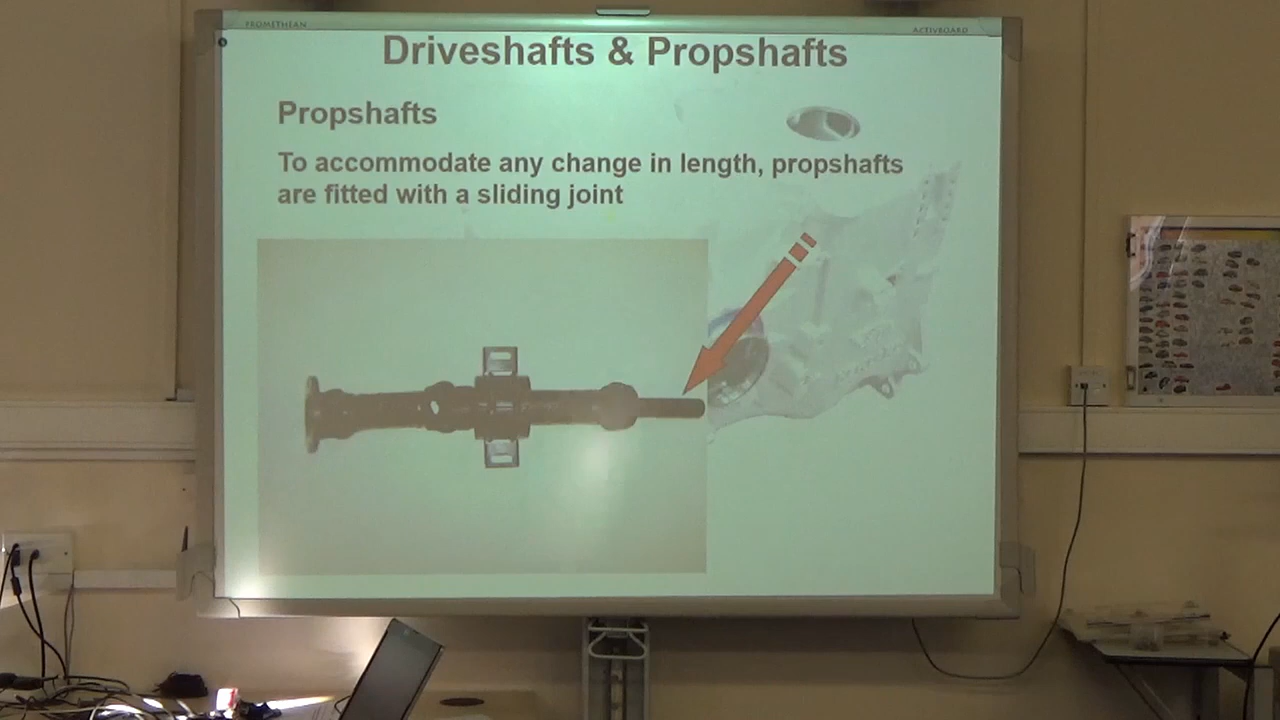 PROMETHEAN
ACTIVBOARD
Driveshafts & Propshafts
Propshafts
To accommodate any change in length, propshafts
are fitted with a sliding joint